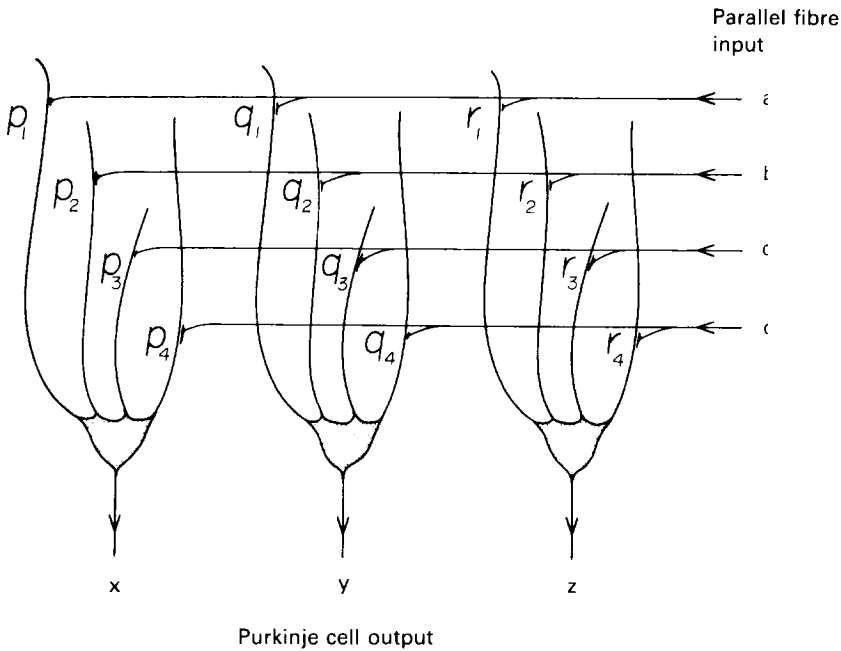 Parallel fibre
input
p₁ q₁ r₁
p₂ q₂ r₂
p₃ q₃ r₃
p₄ q₄ r₄
x y z
Purkinje cell output